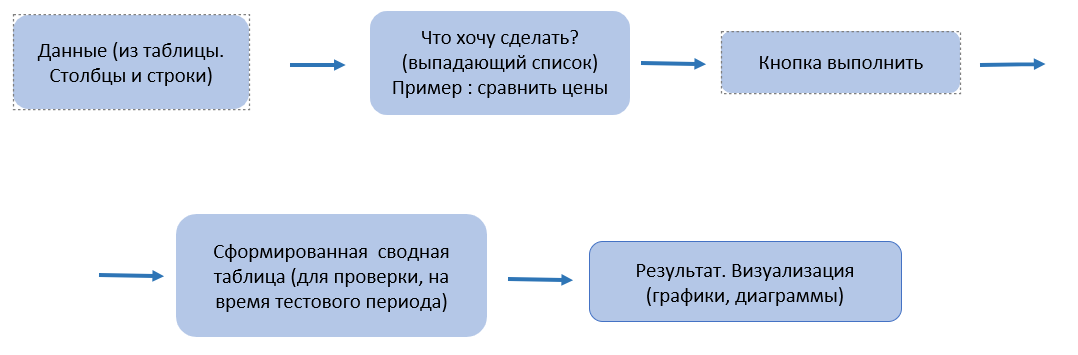 Данные (из таблицы.
Столбцы и строки)
Что хочу сделать?
(выпадающий список)
Пример : сравнить цены
Кнопка выполнить
Сформированная  сводная
таблица (для проверки, на
время тестового периода)
Результат. Визуализация
(графики, диаграммы)